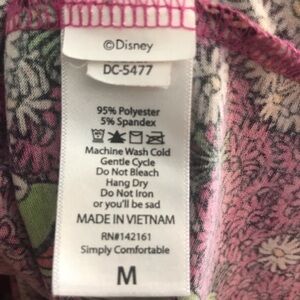 ©Disney
DC-5477
95% Polyester
5% Spandex
Machine Wash Cold
Gentle Cycle
Do Not Bleach
Hang Dry
Do Not Iron
or you'll be sad
MADE IN VIETNAM
RN#142161
Simply Comfortable
M